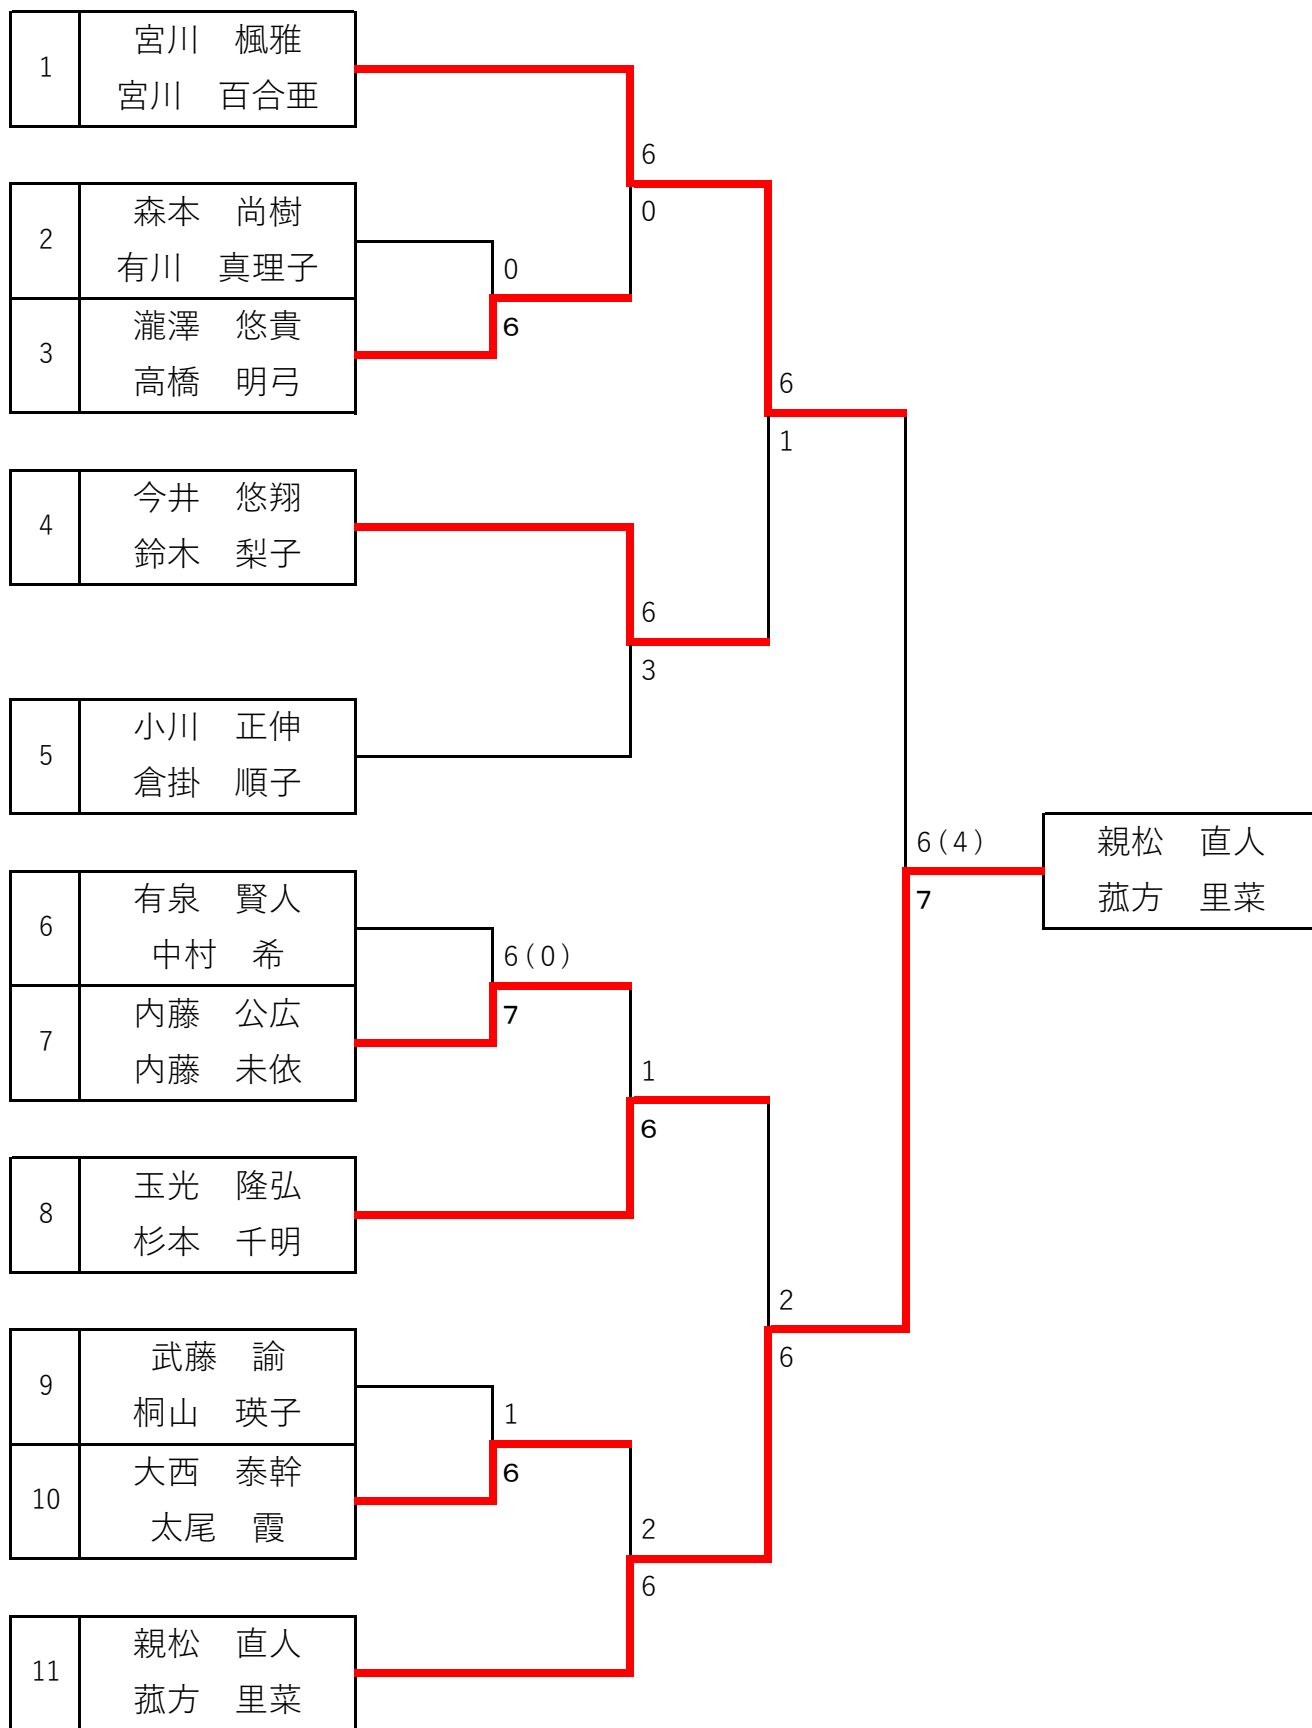 1
宮川　楓雅
宮川　百合亜
6
2
森本　尚樹
有川　真理子
0
0
3
瀧澤　悠貴
高橋　明弓
6
6
1
4
今井　悠翔
鈴木　梨子
6
3
5
小川　正伸
倉掛　順子
6(4)
7
親松　直人
菰方　里菜
6
有泉　賢人
中村　希
6(0)
7
内藤　公広
内藤　未依
7
1
6
8
玉光　隆弘
杉本　千明
2
6
9
武藤　諭
桐山　瑛子
1
10
大西　泰幹
太尾　霞
6
2
6
11
親松　直人
菰方　里菜